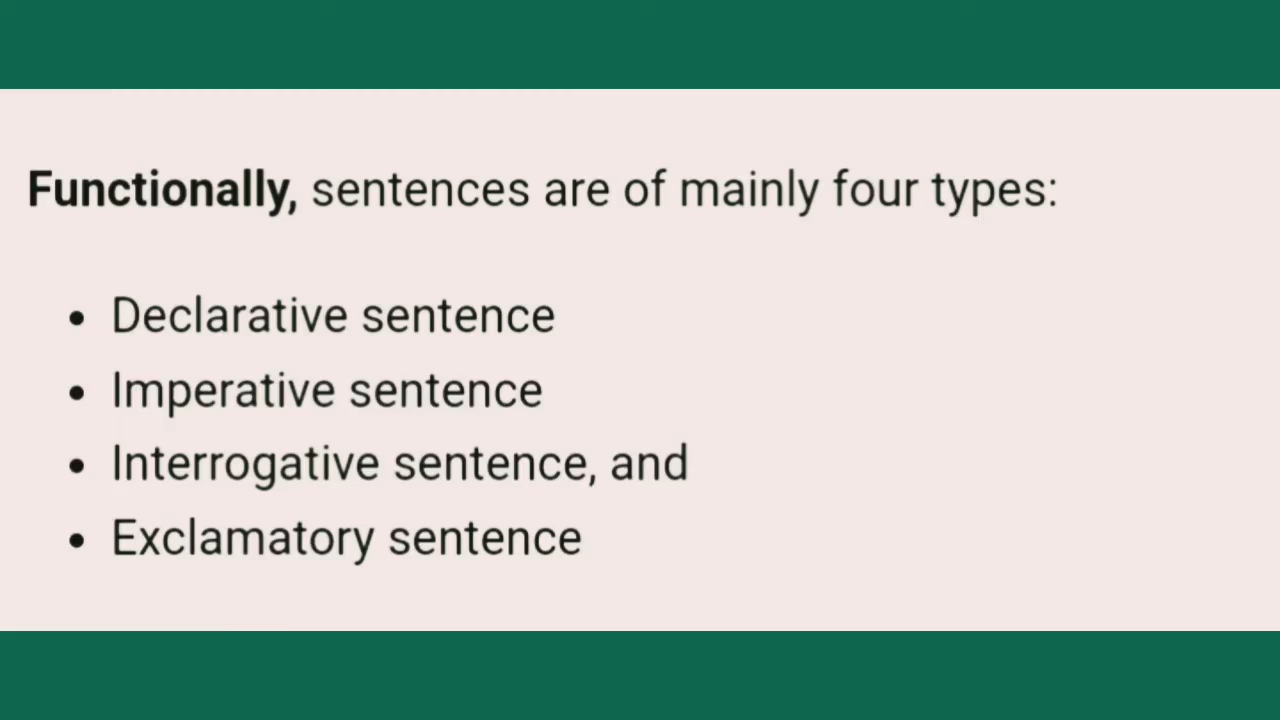 Functionally, sentences are of mainly four types:
• Declarative sentence
• Imperative sentence
• Interrogative sentence, and
• Exclamatory sentence